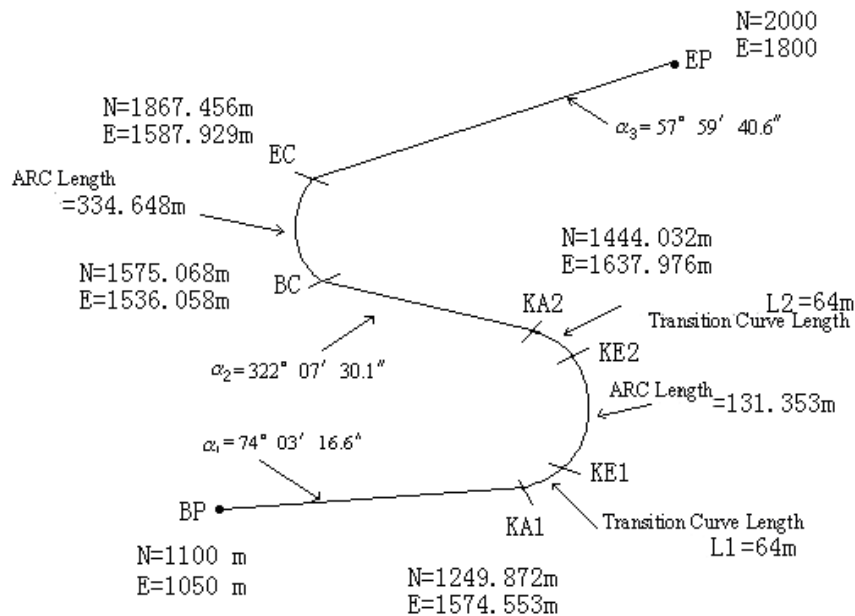 N=2000
E=1800
EP
α3=57° 59′ 40.6″
N=1867.456m
E=1587.929m
EC
ARC Length
=334.648m
N=1575.068m
E=1536.058m
BC
N=1444.032m
E=1637.976m
KA2
L2=64m
Transition Curve Length
KE2
α2=322° 07′ 30.1″
ARC Length
=131.353m
α1=74° 03′ 16.6″
KE1
BP
KA1
Transition Curve Length
L1=64m
N=1100 m
E=1050 m
N=1249.872m
E=1574.553m